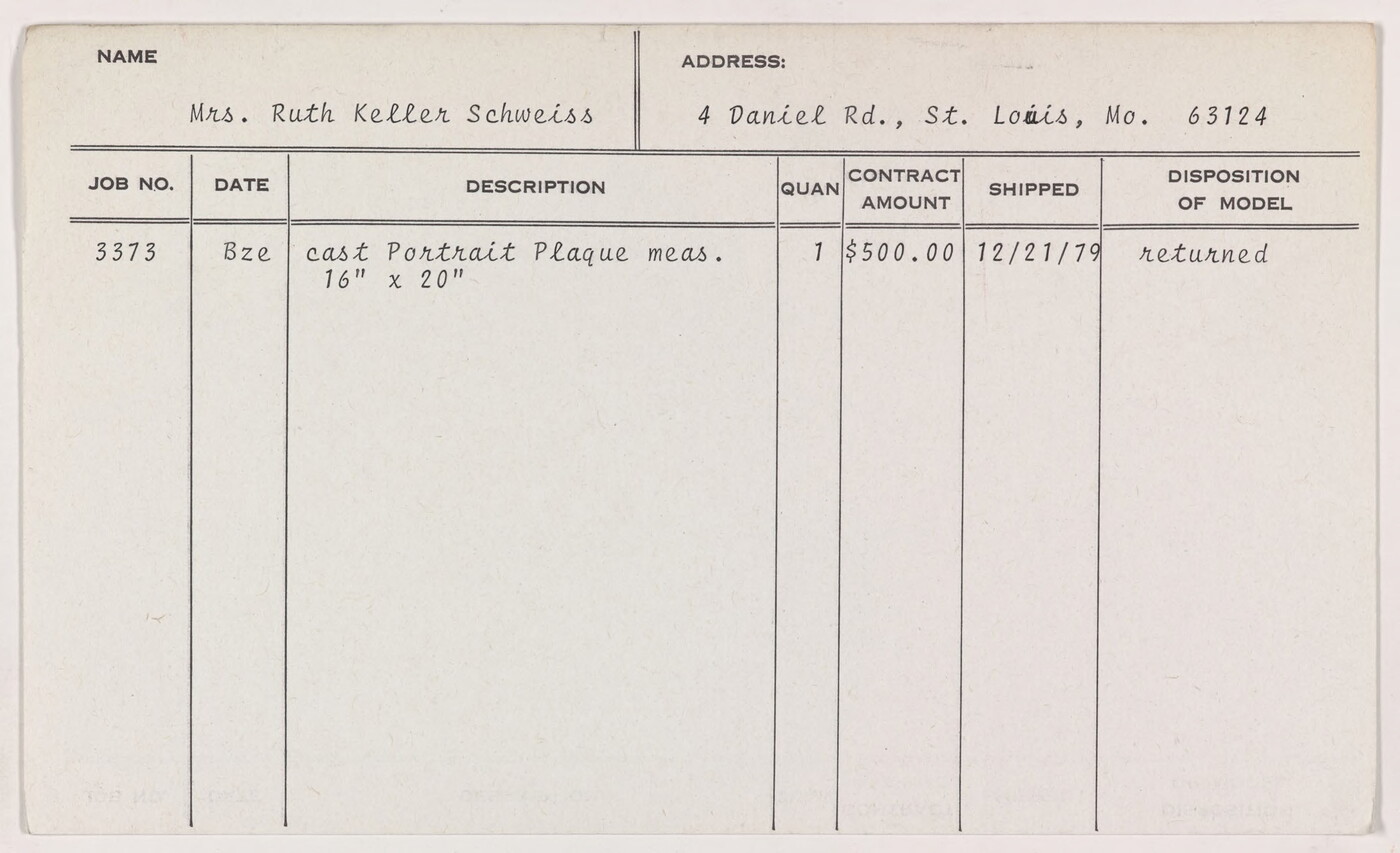 NAME
ADDRESS:
Mrs. Ruth Keller Schweiss
4 Daniel Rd., St. Louis, Mo. 63124
JOB NO. DATE DESCRIPTION QUAN CONTRACT AMOUNT SHIPPED DISPOSITION OF MODEL
3373 Bze cast Portrait Plaque meas. 1 $500.00 12/21/79 returned
16" x 20"